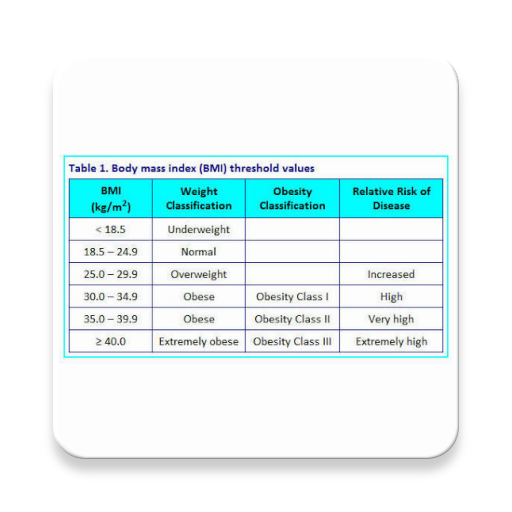 Table 1. Body mass index (BMI) threshold values
BMI (kg/m²) Weight Classification Obesity Classification Relative Risk of Disease
< 18.5 Underweight
18.5 – 24.9 Normal
25.0 – 29.9 Overweight Increased
30.0 – 34.9 Obese Obesity Class I High
35.0 – 39.9 Obese Obesity Class II Very high
≥ 40.0 Extremely obese Obesity Class III Extremely high